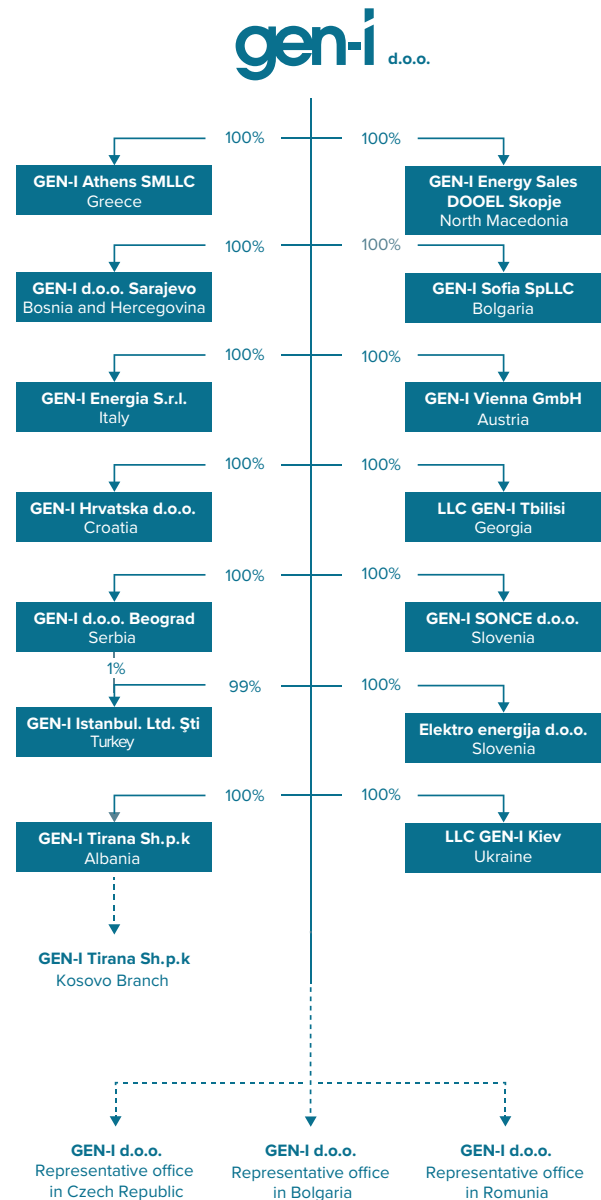 gen-i d.o.o.
100%
100%
GEN-I Athens SMLLC
Greece
GEN-I Energy Sales
DOOEL Skopje
North Macedonia
100%
100%
GEN-I d.o.o. Sarajevo
Bosnia and Hercegovina
GEN-I Sofia SpLLC
Bolgaria
100%
100%
GEN-I Energia S.r.l.
Italy
GEN-I Vienna GmbH
Austria
100%
100%
GEN-I Hrvatska d.o.o.
Croatia
LLC GEN-I Tbilisi
Georgia
100%
100%
GEN-I d.o.o. Beograd
Serbia
GEN-I SONCE d.o.o.
Slovenia
1%
99%
100%
GEN-I Istanbul. Ltd. Şti
Turkey
Elektro energija d.o.o.
Slovenia
100%
100%
GEN-I Tirana Sh.p.k
Albania
LLC GEN-I Kiev
Ukraine
GEN-I Tirana Sh.p.k
Kosovo Branch
GEN-I d.o.o.
Representative office
in Czech Republic
GEN-I d.o.o.
Representative office
in Bolgaria
GEN-I d.o.o.
Representative office
in Romunia